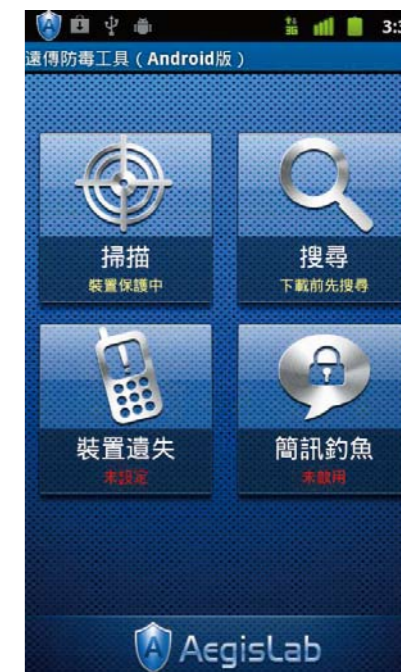 3G
3:3
遠傳防毒工具(Android版)
掃描
裝置保護中
搜尋
下載前先搜尋
裝置遺失
未設定
簡訊釣魚
未啟用
AegisLab